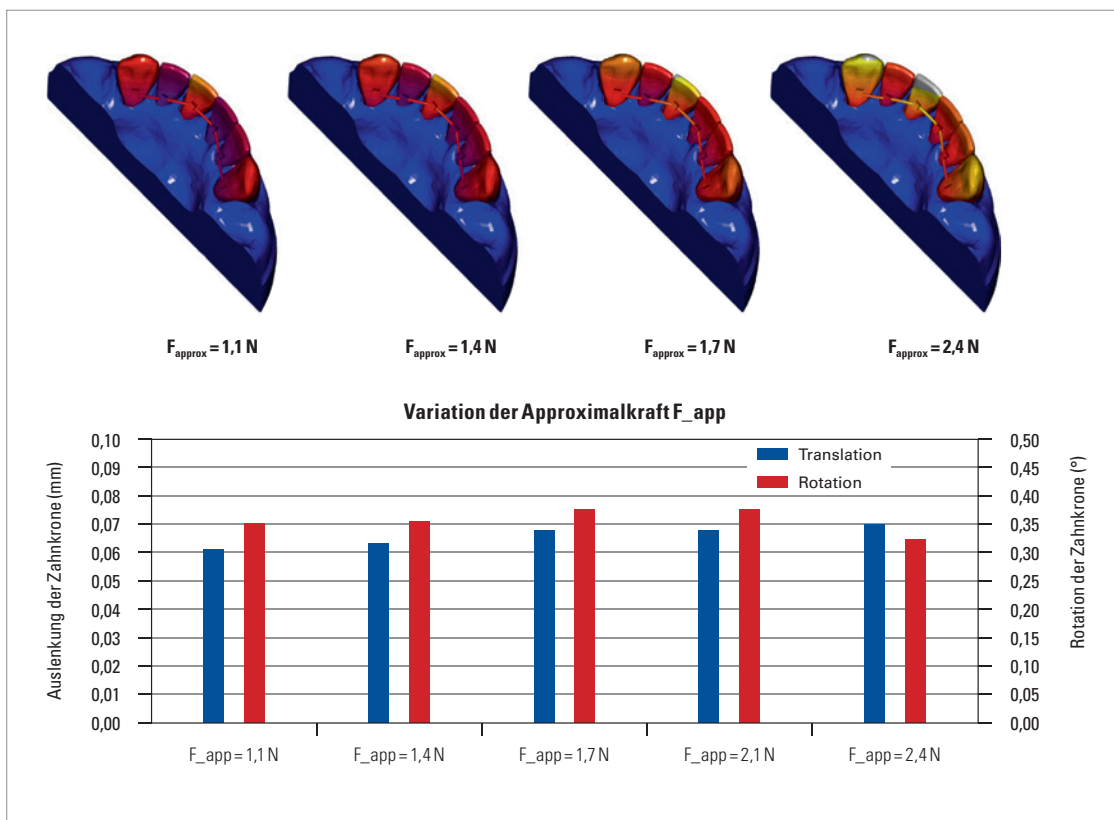 F_approx = 1,1 N
F_approx = 1,4 N
F_approx = 1,7 N
F_approx = 2,4 N
Variation der Approximalkraft F_app
Auslenkung der Zahnkrone (mm)
0,10
0,09
0,08
0,07
0,06
0,05
0,04
0,03
0,02
0,01
0,00
Translation
Rotation
0,50
0,45
0,40
0,35
0,30
0,25
0,20
0,15
0,10
0,05
0,00
Rotation der Zahnkrone (°)
F_app = 1,1 N
F_app = 1,4 N
F_app = 1,7 N
F_app = 2,1 N
F_app = 2,4 N